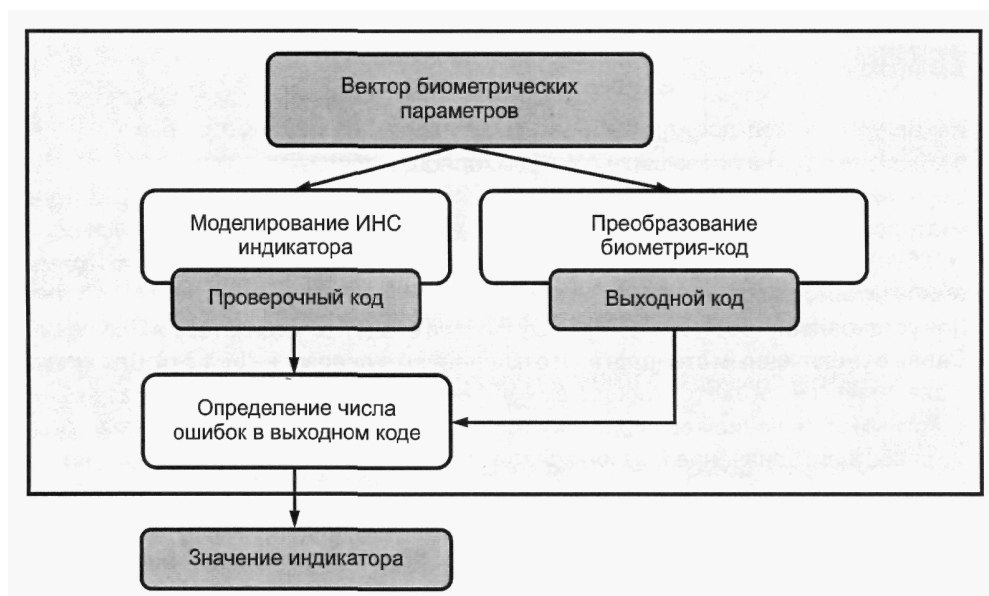 Вектор биометрических
параметров
Моделирование ИНС
индикатора
Проверочный код
Преобразование
биометрия-код
Выходной код
Определение числа
ошибок в выходном коде
Значение индикатора